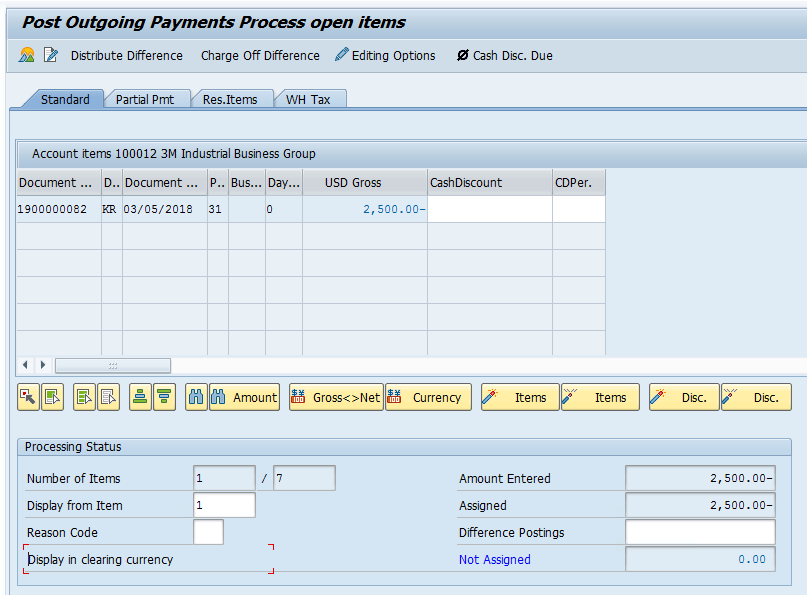 Post Outgoing Payments Process open items
Distribute Difference Charge Off Difference Editing Options Cash Disc. Due
Standard Partial Pmt Res.Items WH Tax
Account items 100012 3M Industrial Business Group
Document ... D.. Document ... P.. Bus... Day... USD Gross CashDiscount CDPer.
1900000082 KR 03/05/2018 31 0 2,500.00-
Amount Gross<>Net Currency Items Items Disc. Disc.
Processing Status
Number of Items 1 / 7 Amount Entered 2,500.00-
Display from Item 1 Assigned 2,500.00-
Reason Code Difference Postings
Display in clearing currency Not Assigned 0.00